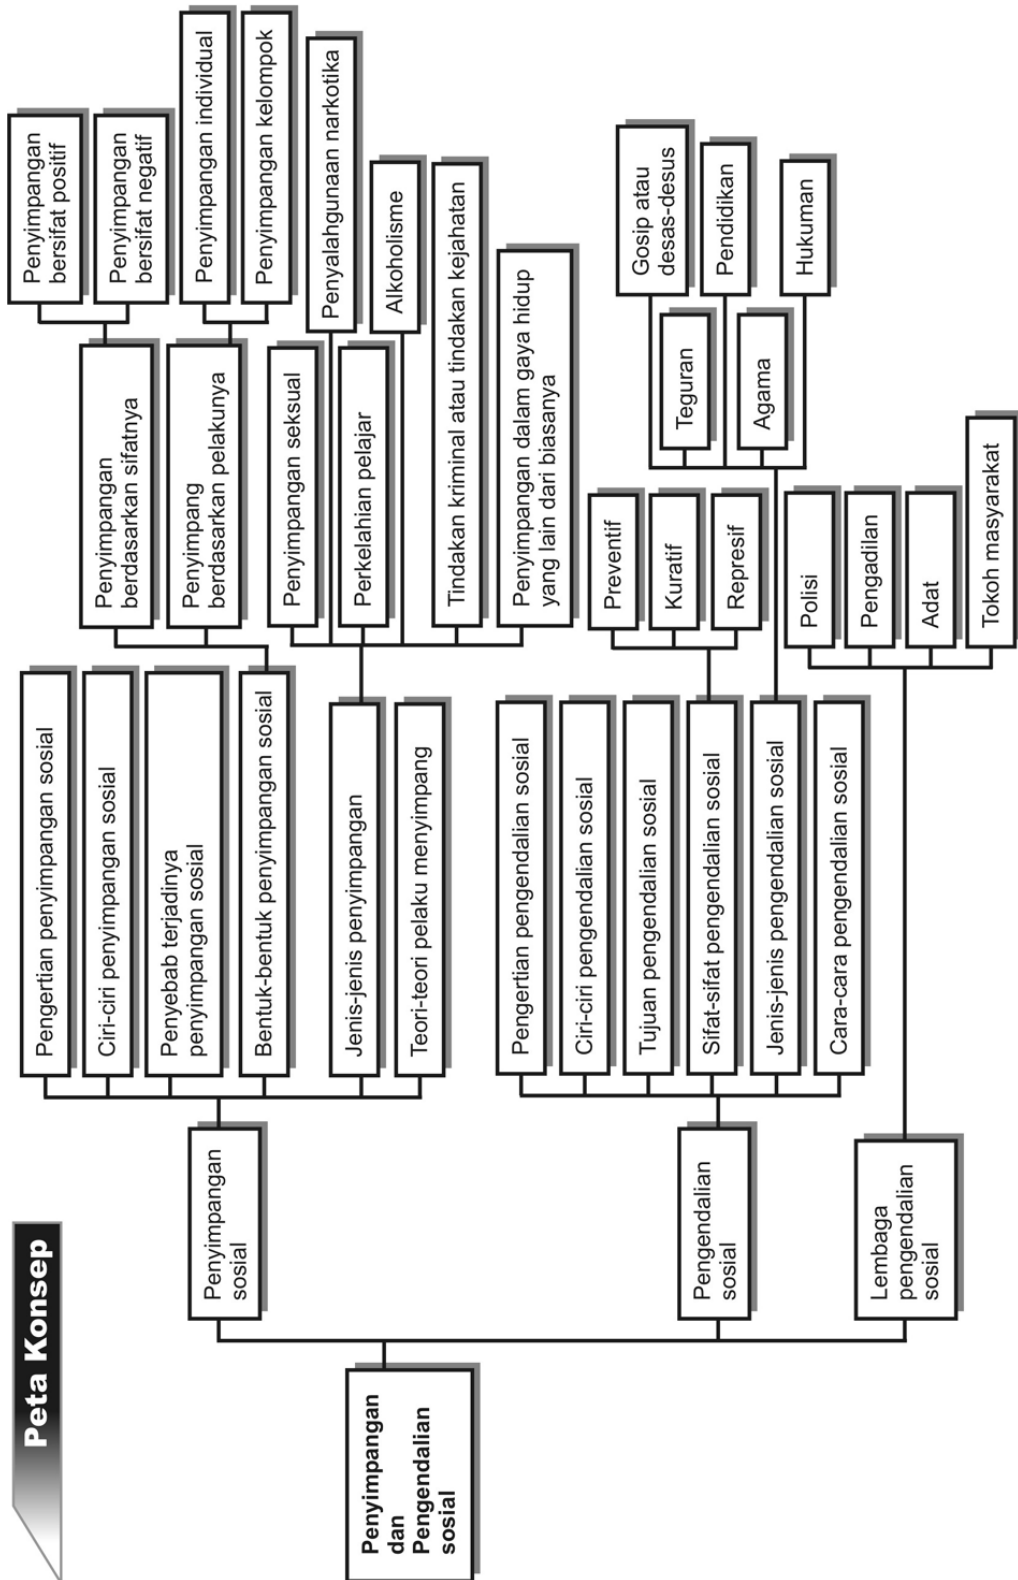 Peta Konsep
Penyimpangan
dan
Pengendalian
sosial
Penyimpangan
sosial
Pengertian penyimpangan sosial
Ciri-ciri penyimpangan sosial
Penyebab terjadinya
penyimpangan sosial
Bentuk-bentuk penyimpangan sosial
Penyimpangan
berdasarkan sifatnya
Penyimpangan
bersifat positif
Penyimpangan
bersifat negatif
Penyimpang
berdasarkan pelakunya
Penyimpangan individual
Penyimpangan kelompok
Jenis-jenis penyimpangan
Penyimpangan seksual
Penyalahgunaan narkotika
Perkelahian pelajar
Alkoholisme
Tindakan kriminal atau tindakan kejahatan
Penyimpangan dalam gaya hidup
yang lain dari biasanya
Teori-teori pelaku menyimpang
Pengendalian
sosial
Pengertian pengendalian sosial
Ciri-ciri pengendalian sosial
Tujuan pengendalian sosial
Sifat-sifat pengendalian sosial
Preventif
Kuratif
Represif
Jenis-jenis pengendalian sosial
Gosip atau
desas-desus
Teguran
Pendidikan
Agama
Hukuman
Cara-cara pengendalian sosial
Lembaga
pengendalian
sosial
Polisi
Pengadilan
Adat
Tokoh masyarakat